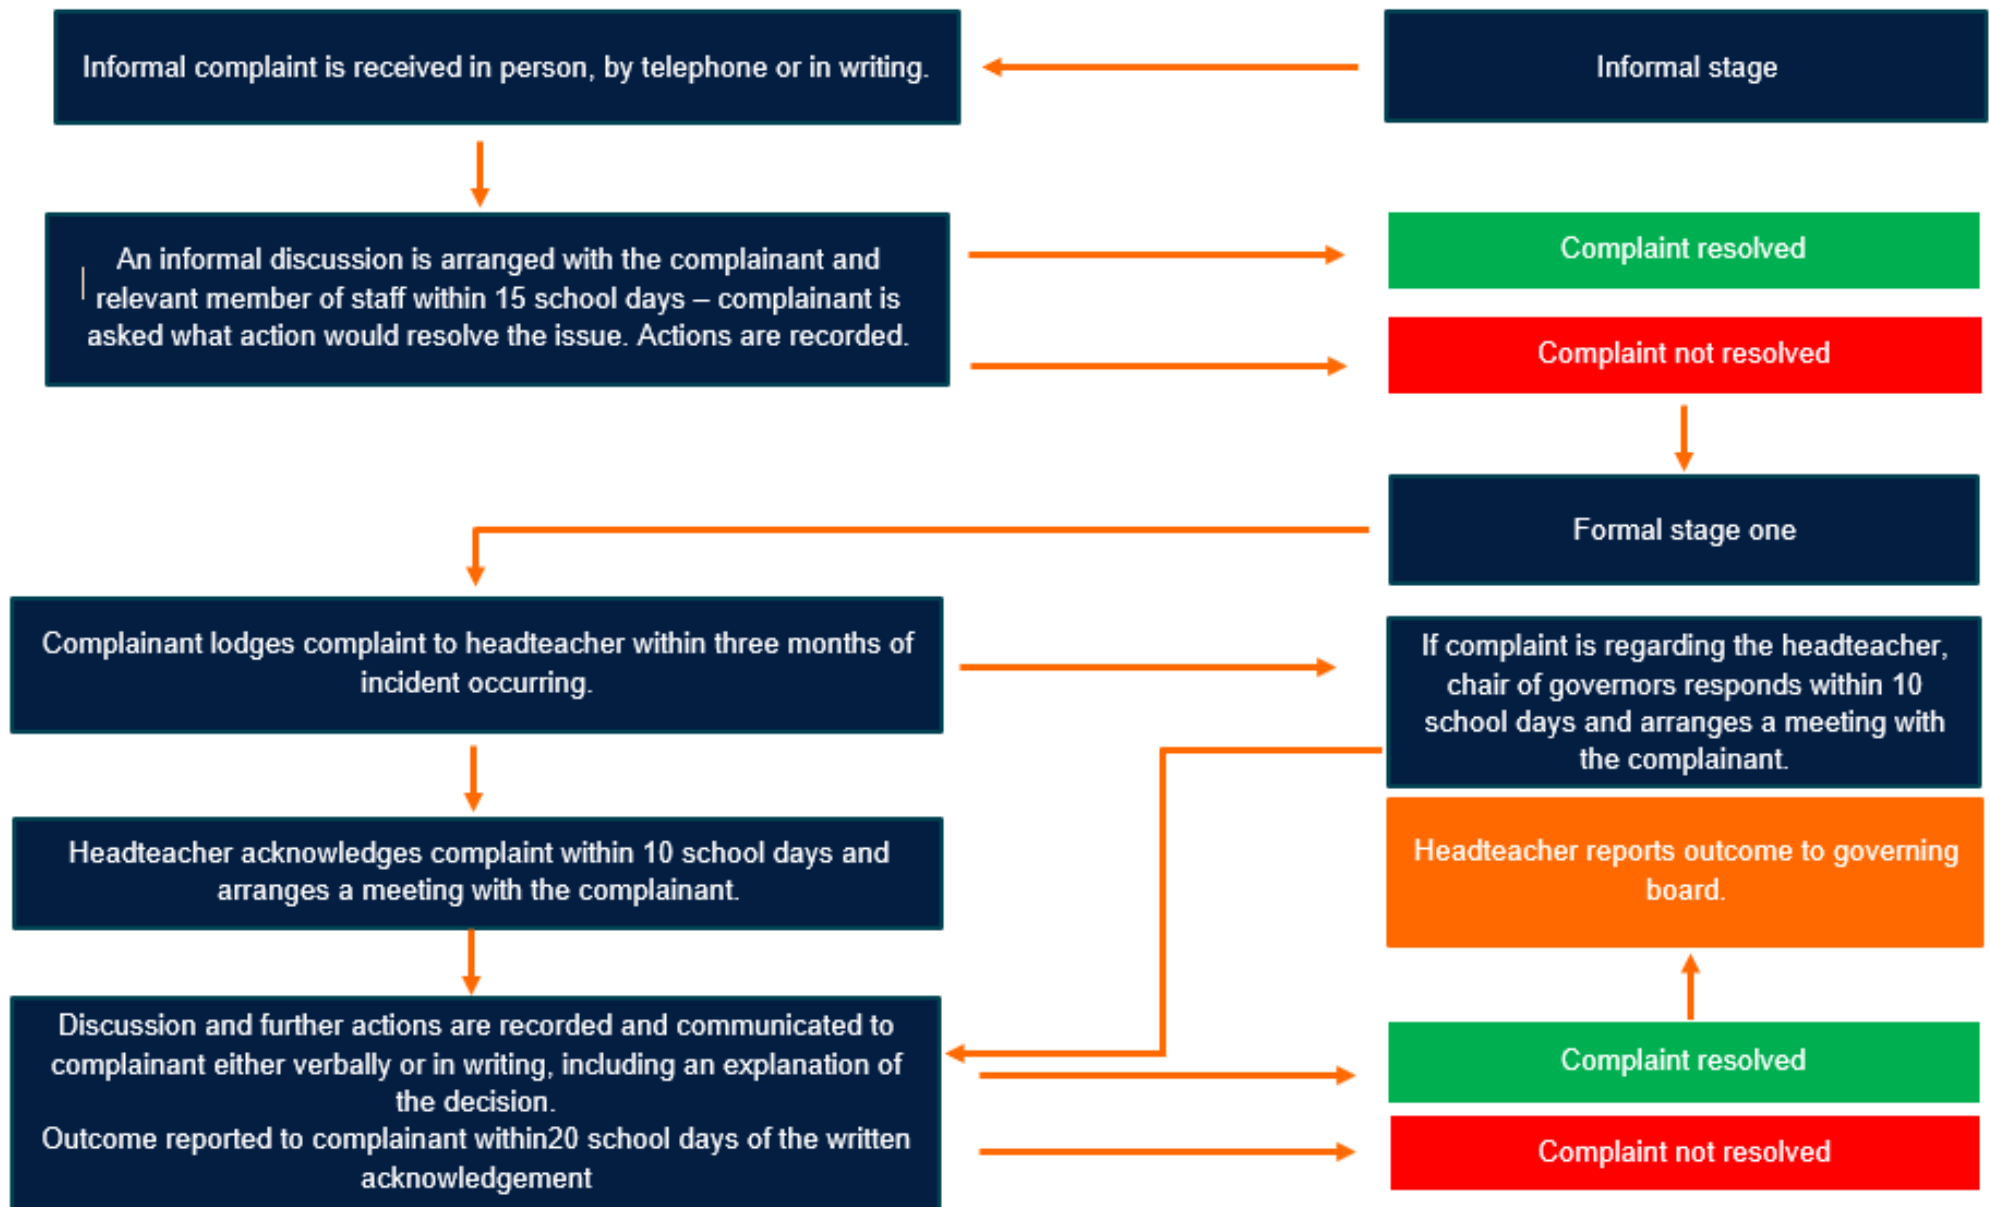 Informal complaint is received in person, by telephone or in writing.
Informal stage
An informal discussion is arranged with the complainant and
relevant member of staff within 15 school days – complainant is
asked what action would resolve the issue. Actions are recorded.
Complaint resolved
Complaint not resolved
Formal stage one
Complainant lodges complaint to headteacher within three months of
incident occurring.
If complaint is regarding the headteacher,
chair of governors responds within 10
school days and arranges a meeting with
the complainant.
Headteacher acknowledges complaint within 10 school days and
arranges a meeting with the complainant.
Headteacher reports outcome to governing
board.
Discussion and further actions are recorded and communicated to
complainant either verbally or in writing, including an explanation of
the decision.
Outcome reported to complainant within20 school days of the written
acknowledgement
Complaint resolved
Complaint not resolved